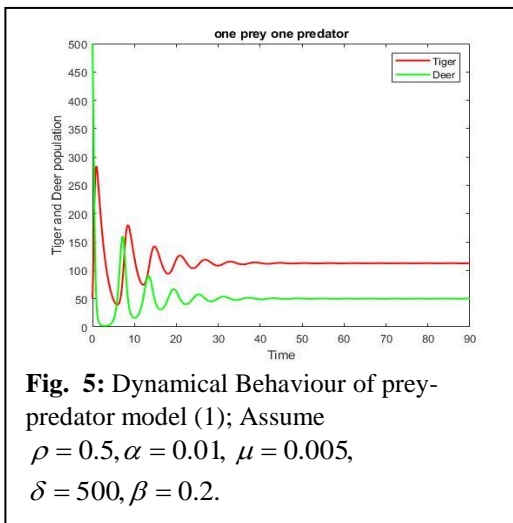 one prey one predator
Tiger
Deer
Tiger and Deer population
500
450
400
350
300
250
200
150
100
50
0
0 10 20 30 40 50 60 70 80 90
Time
Fig. 5: Dynamical Behaviour of prey-
predator model (1); Assume
ρ = 0.5, α = 0.01, μ = 0.005,
δ = 500, β = 0.2.